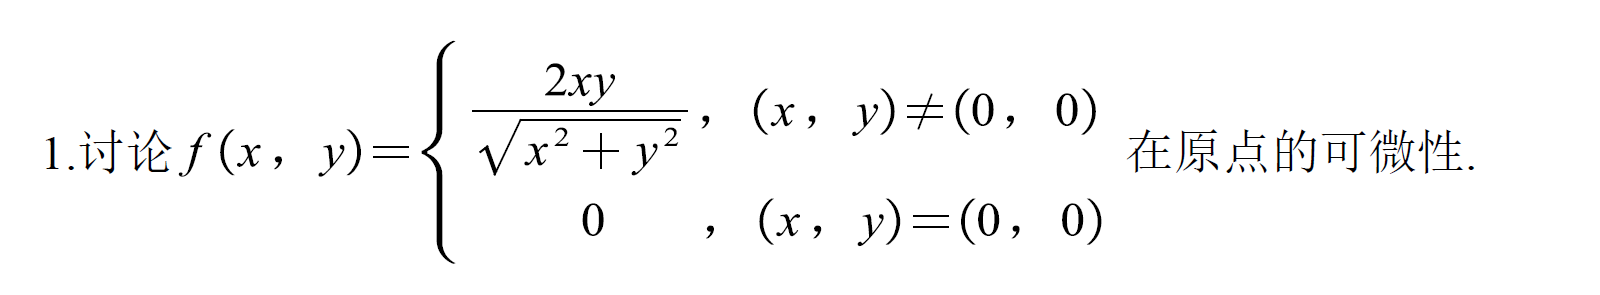 1.讨论 f(x，y)={ 2xy/√(x²+y²)，(x，y)≠(0，0) 在原点的可微性.
0，(x，y)=(0，0)